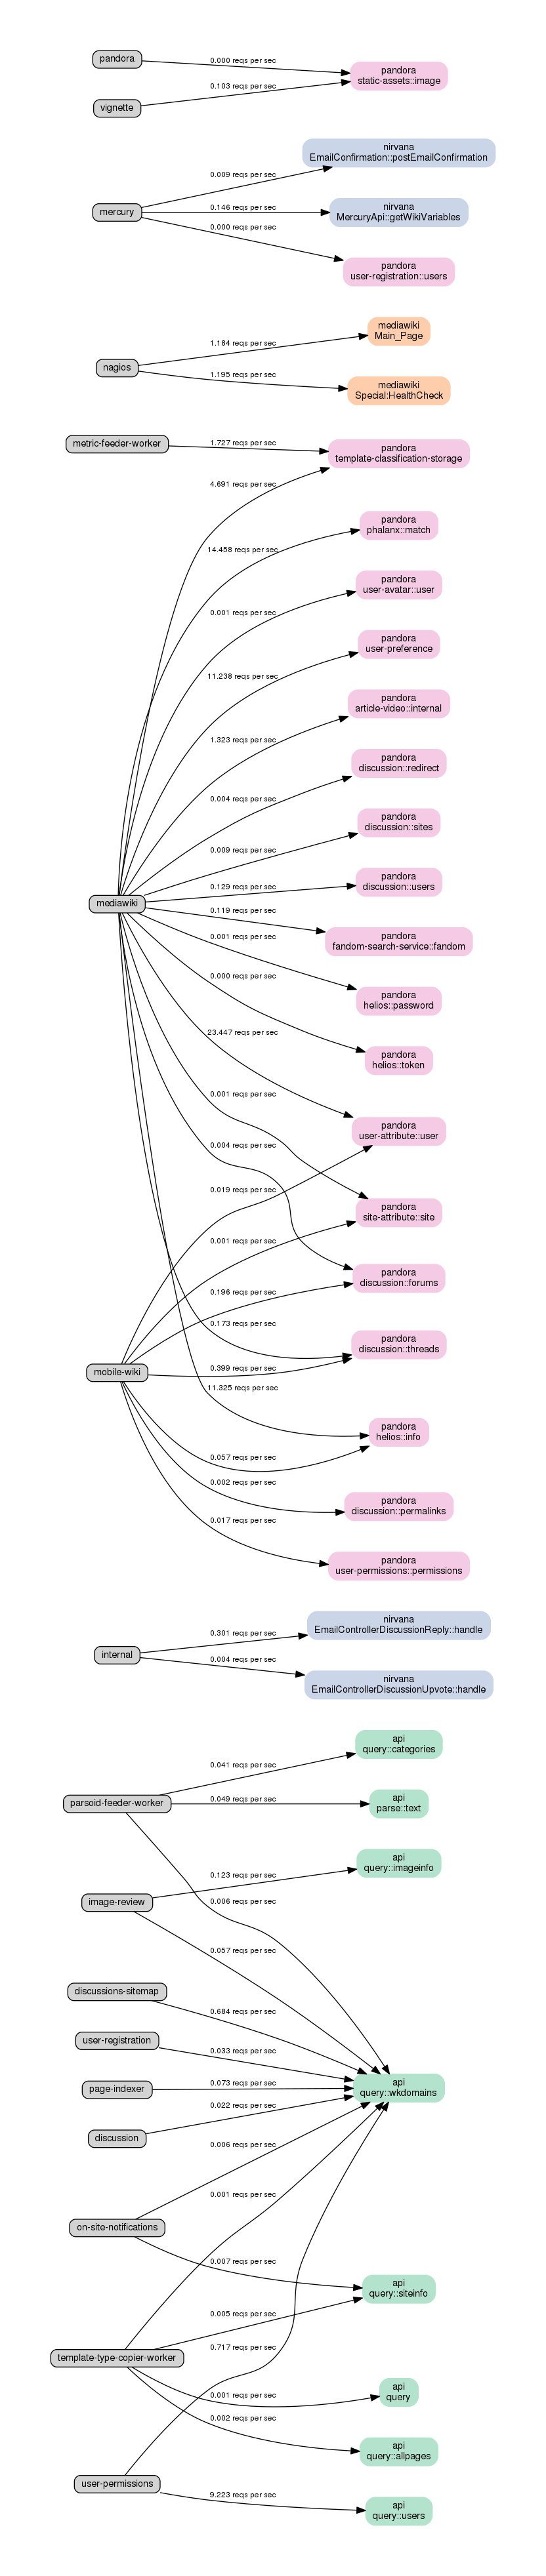 pandora
0.000 reqs per sec
pandora
static-assets::image
0.103 reqs per sec
vignette
nirvana
EmailConfirmation::postEmailConfirmation
0.009 reqs per sec
mercury
0.146 reqs per sec
nirvana
MercuryApi::getWikiVariables
0.000 reqs per sec
pandora
user-registration::users
mediawiki
Main_Page
1.184 reqs per sec
nagios
1.195 reqs per sec
mediawiki
Special:HealthCheck
metric-feeder-worker
1.727 reqs per sec
pandora
template-classification-storage
4.691 reqs per sec
pandora
phalanx::match
14.458 reqs per sec
pandora
user-avatar::user
0.001 reqs per sec
pandora
user-preference
11.238 reqs per sec
pandora
article-video::internal
1.323 reqs per sec
pandora
discussion::redirect
0.004 reqs per sec
pandora
discussion::sites
0.009 reqs per sec
pandora
discussion::users
0.129 reqs per sec
mediawiki
0.119 reqs per sec
pandora
fandom-search-service::fandom
0.001 reqs per sec
pandora
helios::password
0.000 reqs per sec
pandora
helios::token
23.447 reqs per sec
pandora
user-attribute::user
0.001 reqs per sec
0.004 reqs per sec
0.019 reqs per sec
pandora
site-attribute::site
0.001 reqs per sec
pandora
discussion::forums
0.196 reqs per sec
0.173 reqs per sec
pandora
discussion::threads
mobile-wiki
0.399 reqs per sec
11.325 reqs per sec
pandora
helios::info
0.057 reqs per sec
0.002 reqs per sec
pandora
discussion::permalinks
0.017 reqs per sec
pandora
user-permissions::permissions
nirvana
EmailControllerDiscussionReply::handle
0.301 reqs per sec
internal
0.004 reqs per sec
nirvana
EmailControllerDiscussionUpvote::handle
api
query::categories
0.041 reqs per sec
parsoid-feeder-worker
0.049 reqs per sec
api
parse::text
api
query::imageinfo
0.123 reqs per sec
image-review
0.006 reqs per sec
0.057 reqs per sec
discussions-sitemap
0.684 reqs per sec
user-registration
0.033 reqs per sec
page-indexer
0.073 reqs per sec
api
query::wkdomains
0.022 reqs per sec
discussion
0.006 reqs per sec
0.001 reqs per sec
on-site-notifications
0.007 reqs per sec
api
query::siteinfo
0.005 reqs per sec
0.717 reqs per sec
template-type-copier-worker
0.001 reqs per sec
api
query
0.002 reqs per sec
api
query::allpages
user-permissions
9.223 reqs per sec
api
query::users